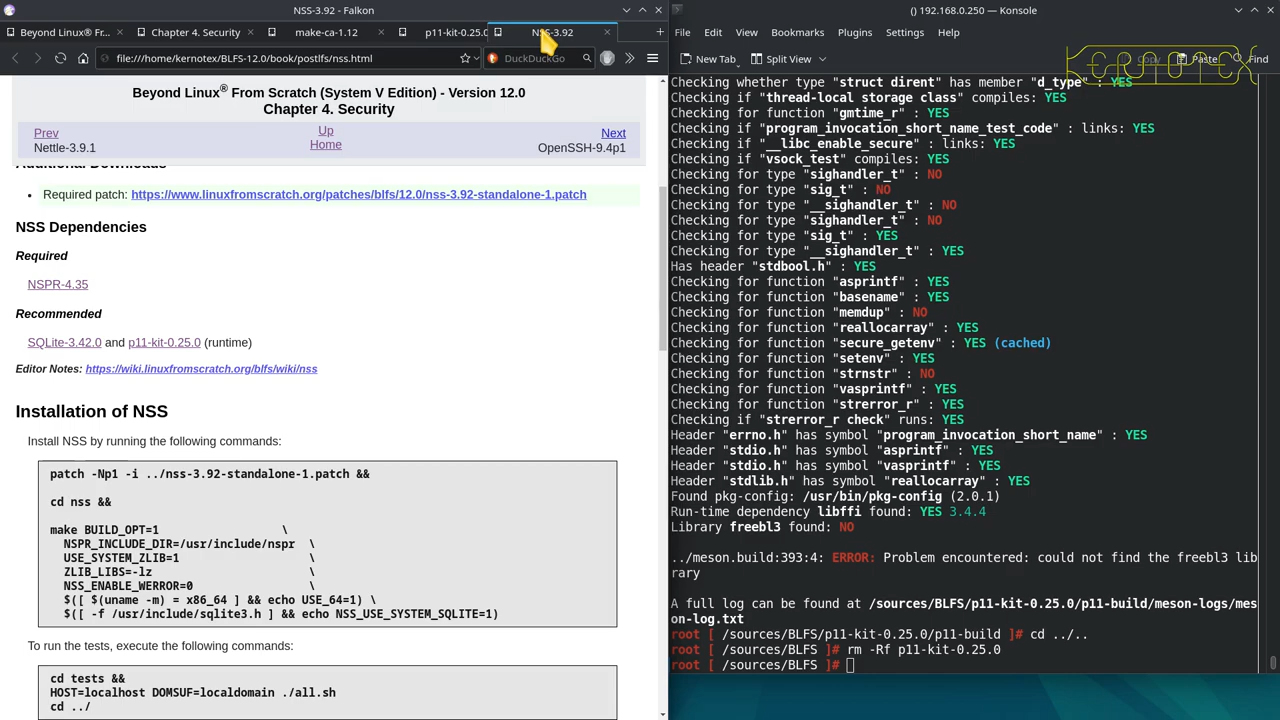 NSS-3.92 - Falkon
Beyond Linux® Fr...
Chapter 4. Security
make-ca-1.12
p11-kit-0.25.0
NSS-3.92
file:///home/kernotex/BLFS-12.0/book/postlfs/nss.html
DuckDuckGo
Beyond Linux® From Scratch (System V Edition) - Version 12.0
Chapter 4. Security
Prev
Up
Next
Nettle-3.9.1
Home
OpenSSH-9.4p1
Additional Downloads
• Required patch: https://www.linuxfromscratch.org/patches/blfs/12.0/nss-3.92-standalone-1.patch
NSS Dependencies
Required
NSPR-4.35
Recommended
SQLite-3.42.0 and p11-kit-0.25.0 (runtime)
Editor Notes: https://wiki.linuxfromscratch.org/blfs/wiki/nss
Installation of NSS
Install NSS by running the following commands:
patch -Np1 -i ../nss-3.92-standalone-1.patch &&
cd nss &&
make BUILD_OPT=1 \
NSPR_INCLUDE_DIR=/usr/include/nspr \
USE_SYSTEM_ZLIB=1 \
ZLIB_LIBS=-lz \
NSS_ENABLE_WERROR=0 \
$([ $(uname -m) = x86_64 ] && echo USE_64=1) \
$([ -f /usr/include/sqlite3.h ] && echo NSS_USE_SYSTEM_SQLITE=1)
To run the tests, execute the following commands:
cd tests &&
HOST=localhost DOMSUF=localdomain ./all.sh
cd ../
() 192.168.0.250 — Konsole
File Edit View Bookmarks Plugins Settings Help
New Tab
Split View
Paste
Find
KERNOTEX
Checking whether type "struct dirent" has member "d_type" : YES
Checking if "thread-local storage class" compiles: YES
Checking for function "gmtime_r" : YES
Checking if "program_invocation_short_name_test_code" : links: YES
Checking if "__libc_enable_secure" : links: YES
Checking if "vsock_test" compiles: YES
Checking for type "sighandler_t" : NO
Checking for type "sig_t" : NO
Checking for type "__sighandler_t" : NO
Checking for type "sighandler_t" : NO
Checking for type "sig_t" : YES
Checking for type "__sighandler_t" : YES
Has header "stdbool.h" : YES
Checking for function "asprintf" : YES
Checking for function "basename" : YES
Checking for function "memdup" : NO
Checking for function "reallocarray" : YES
Checking for function "secure_getenv" : YES (cached)
Checking for function "setenv" : YES
Checking for function "strnstr" : NO
Checking for function "vasprintf" : YES
Checking for function "strerror_r" : YES
Checking if "strerror_r check" runs: YES
Header "errno.h" has symbol "program_invocation_short_name" : YES
Header "stdio.h" has symbol "asprintf" : YES
Header "stdio.h" has symbol "vasprintf" : YES
Header "stdlib.h" has symbol "reallocarray" : YES
Found pkg-config: /usr/bin/pkg-config (2.0.1)
Run-time dependency libffi found: YES 3.4.4
Library freebl3 found: NO
../meson.build:393:4: ERROR: Problem encountered: could not find the freebl3 lib
rary
A full log can be found at /sources/BLFS/p11-kit-0.25.0/p11-build/meson-logs/mes
on-log.txt
root [ /sources/BLFS/p11-kit-0.25.0/p11-build ]# cd ../..
root [ /sources/BLFS ]# rm -Rf p11-kit-0.25.0
root [ /sources/BLFS ]#